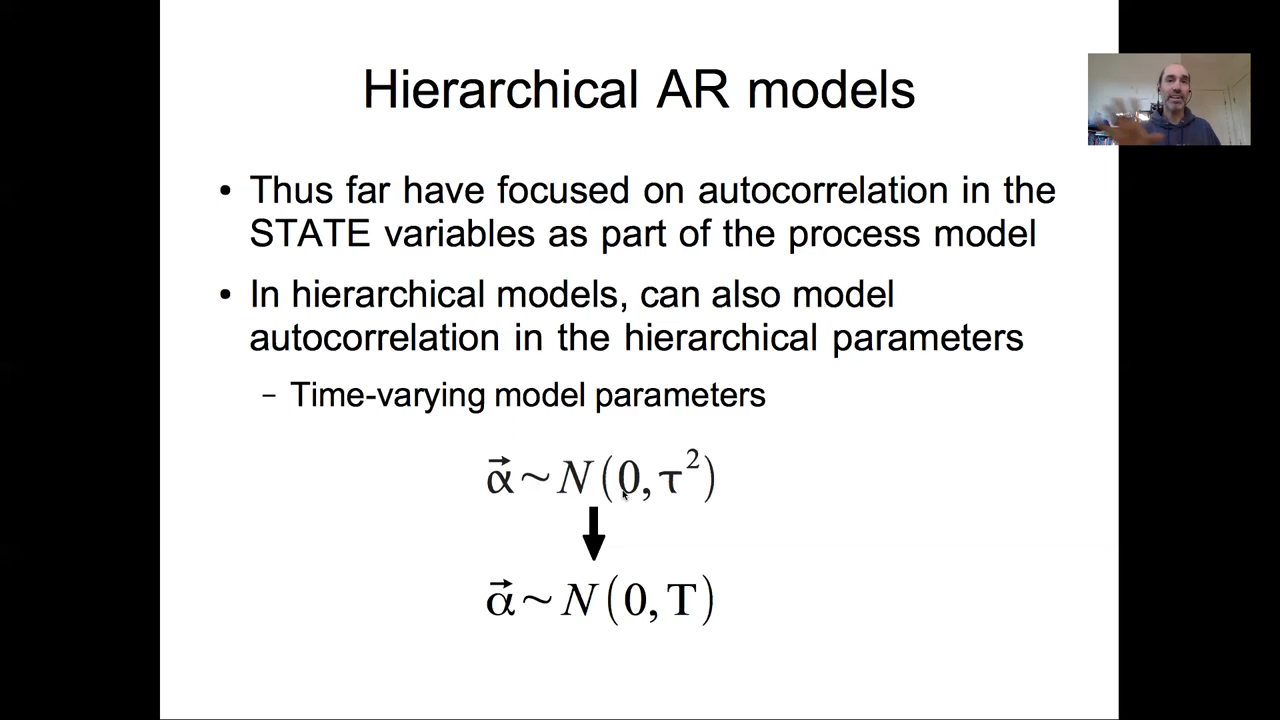 Hierarchical AR models
• Thus far have focused on autocorrelation in the
STATE variables as part of the process model
• In hierarchical models, can also model
autocorrelation in the hierarchical parameters
– Time-varying model parameters
α⃗ ~ N(0, τ²)
α⃗ ~ N(0, Τ)